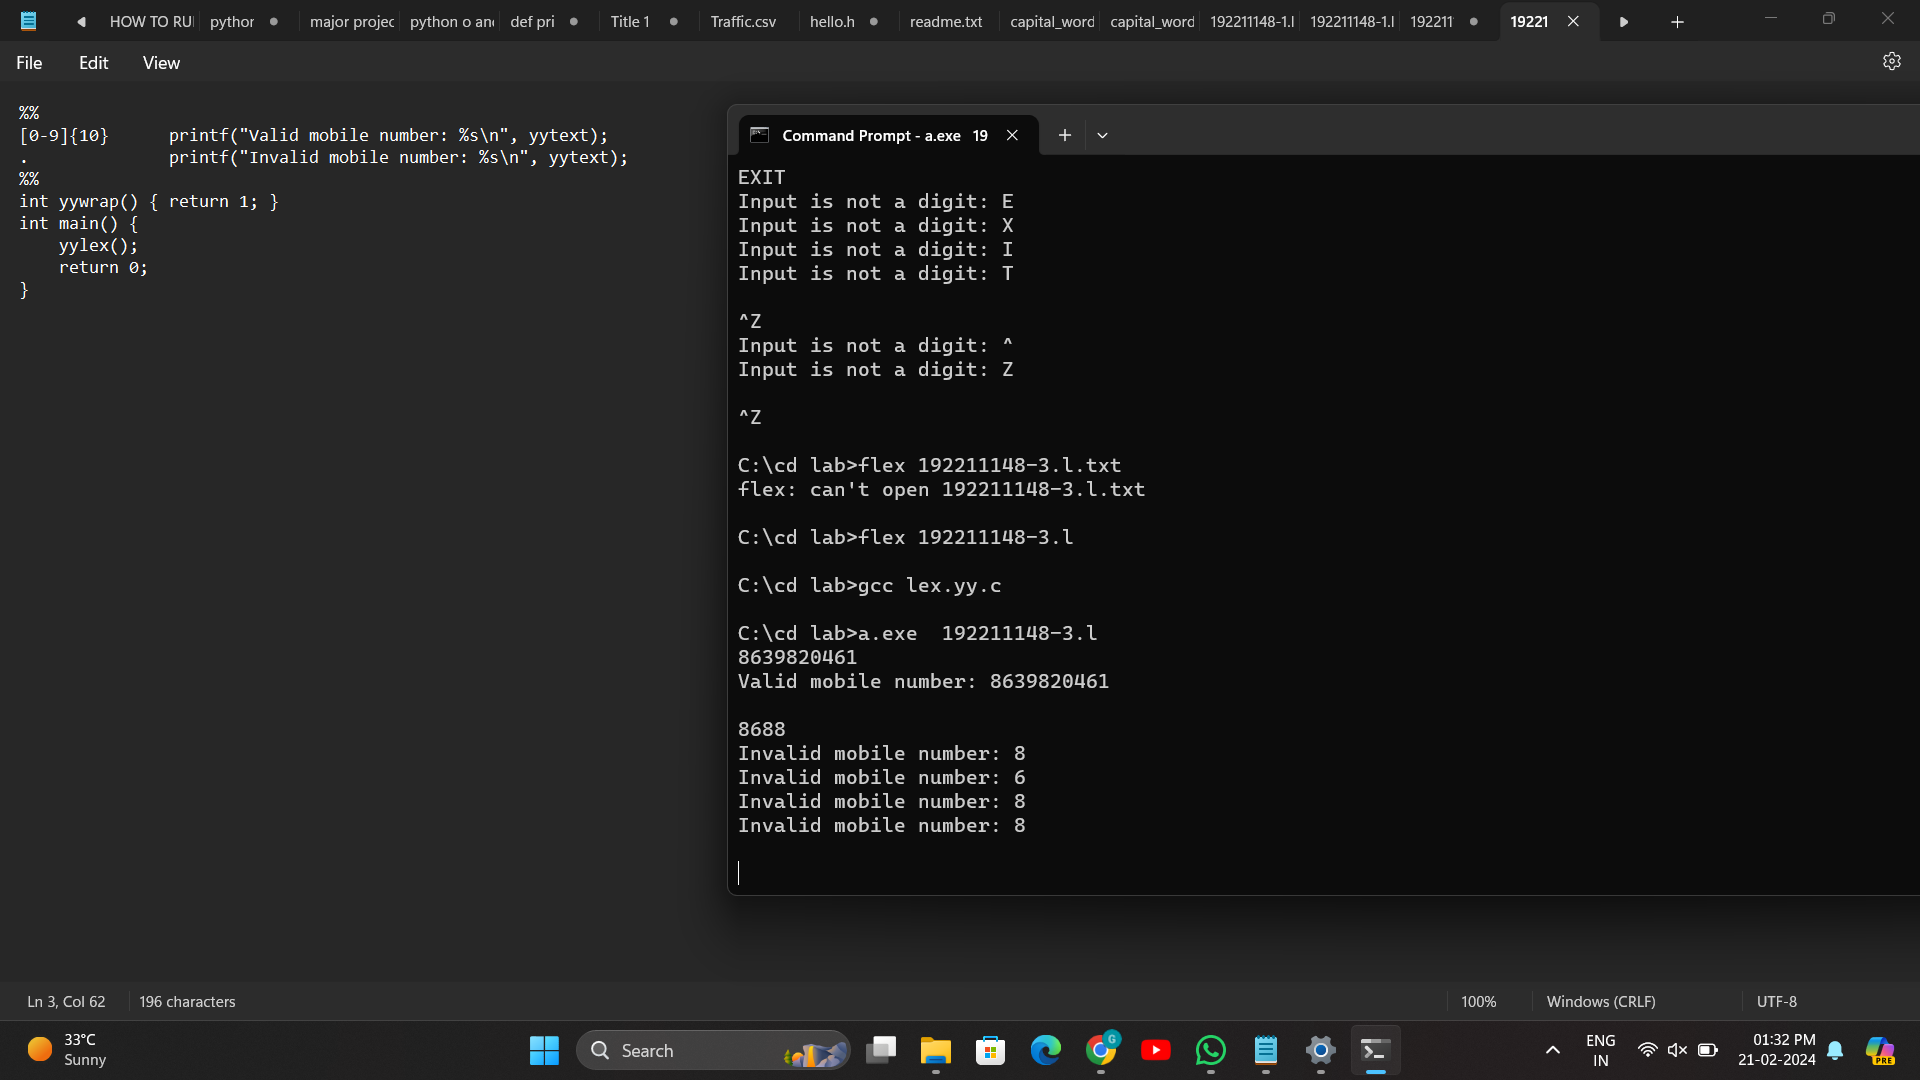 HOW TO RU
python
major projec
python o an
def pri
Title 1
Traffic.csv
hello.h
readme.txt
capital_word
capital_word
192211148-1.l
192211148-1.l
192211
19221
File
Edit
View
%%
[0-9]{10}      printf("Valid mobile number: %s\n", yytext);
.              printf("Invalid mobile number: %s\n", yytext);
%%
int yywrap() { return 1; }
int main() {
    yylex();
    return 0;
}
Command Prompt - a.exe  19
EXIT
Input is not a digit: E
Input is not a digit: X
Input is not a digit: I
Input is not a digit: T
^Z
Input is not a digit: ^
Input is not a digit: Z
^Z
C:\cd lab>flex 192211148-3.l.txt
flex: can't open 192211148-3.l.txt
C:\cd lab>flex 192211148-3.l
C:\cd lab>gcc lex.yy.c
C:\cd lab>a.exe  192211148-3.l
8639820461
Valid mobile number: 8639820461
8688
Invalid mobile number: 8
Invalid mobile number: 6
Invalid mobile number: 8
Invalid mobile number: 8
Ln 3, Col 62
196 characters
100%
Windows (CRLF)
UTF-8
33°C
Sunny
Search
G
ENG
IN
01:32 PM
21-02-2024
PRE